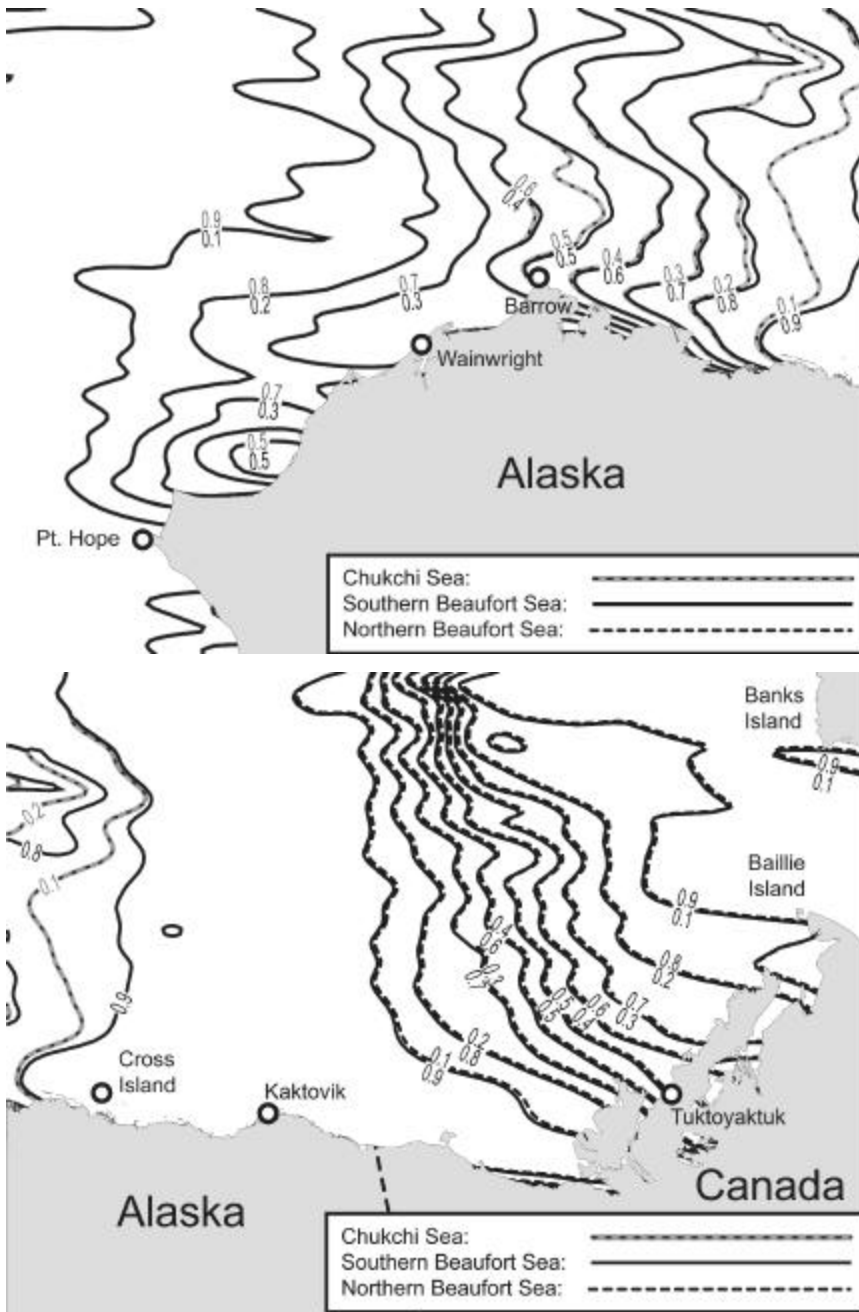 0.9
0.1
0.8
0.2
0.7
0.3
0.5
0.5
0.4
0.6
0.3
0.7
0.2
0.8
0.1
0.9
Barrow
Wainwright
0.7
0.3
0.5
0.5
Alaska
Pt. Hope
Chukchi Sea:
Southern Beaufort Sea:
Northern Beaufort Sea:
Banks
Island
0.9
0.1
0.2
0.8
0.1
Baillie
Island
0.9
0.1
0.4
0.6
0.8
0.2
0.9
0.7
0.3
0.5
0.5
0.6
0.4
0.2
0.8
0.1
0.9
Cross
Island
Kaktovik
Tuktoyaktuk
Alaska
Canada
Chukchi Sea:
Southern Beaufort Sea:
Northern Beaufort Sea: